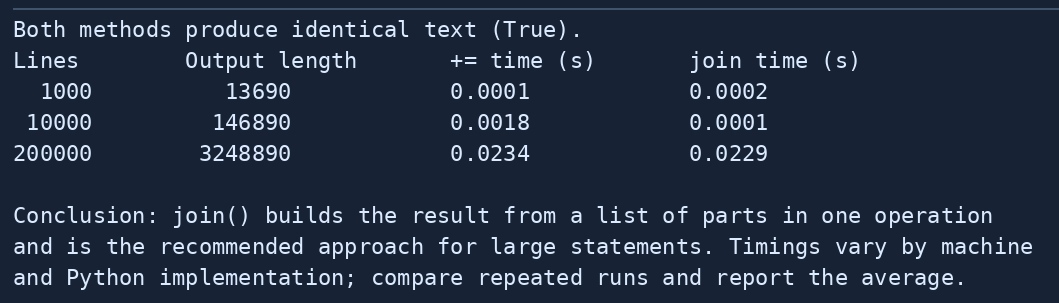 Both methods produce identical text (True).
Lines        Output length       += time (s)       join time (s)
  1000          13690            0.0001            0.0002
 10000         146890            0.0018            0.0001
200000        3248890            0.0234            0.0229
Conclusion: join() builds the result from a list of parts in one operation
and is the recommended approach for large statements. Timings vary by machine
and Python implementation; compare repeated runs and report the average.